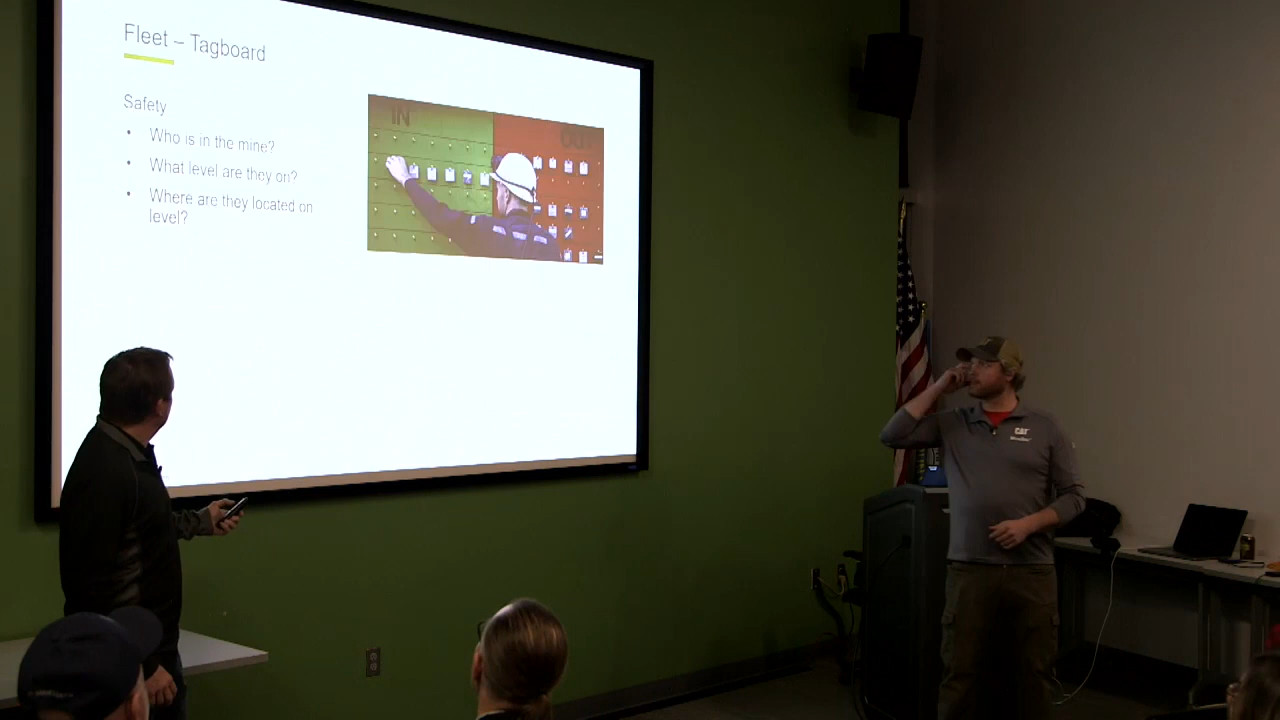 Fleet – Tagboard
Safety
• Who is in the mine?
• What level are they on?
• Where are they located on
level?
IN
OUT
CAT